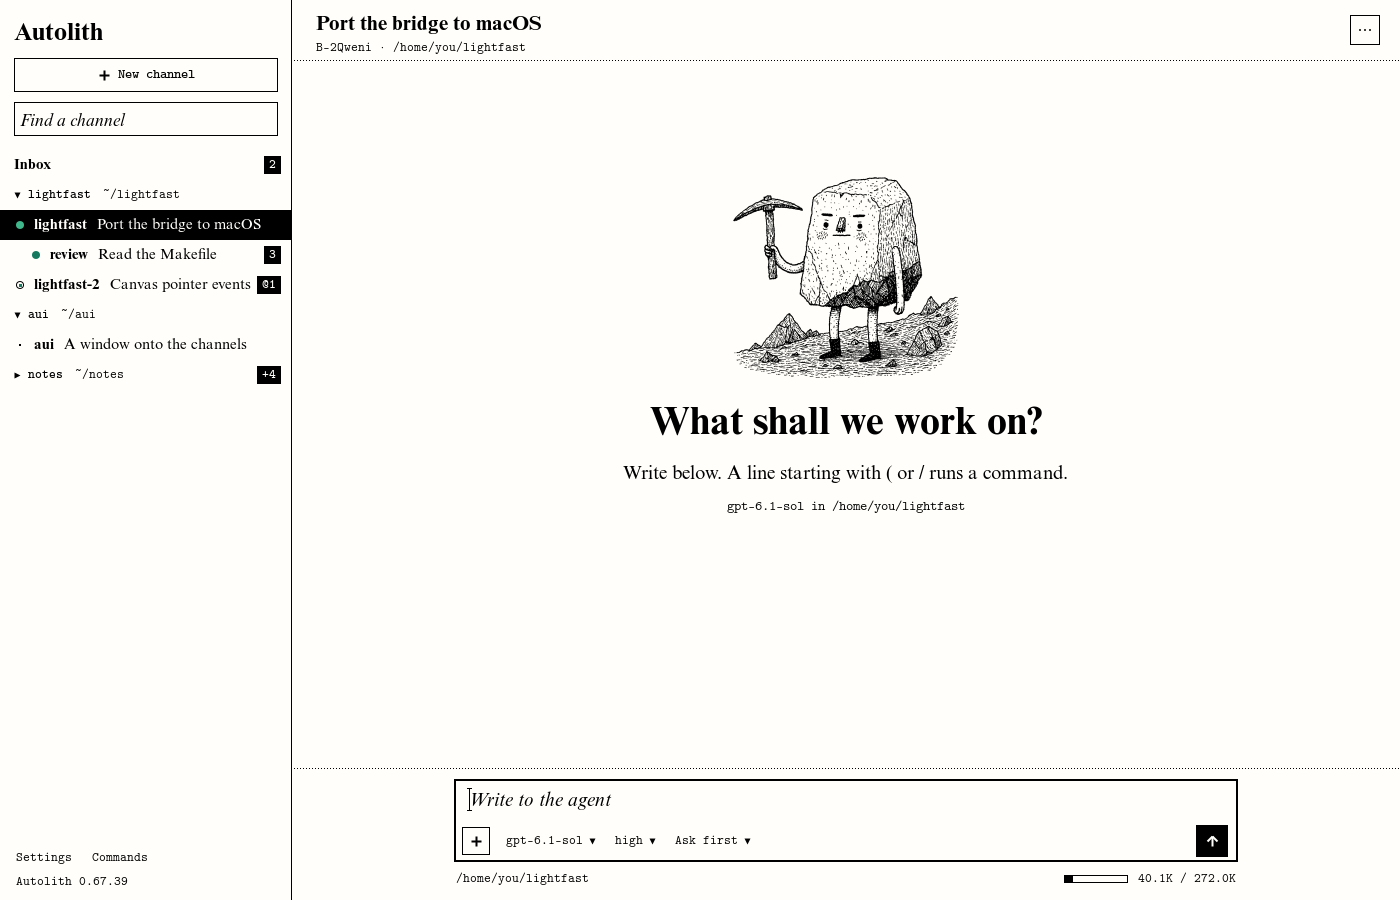 Autolith
+ New channel
Find a channel
Inbox 2
▼ lightfast ~/lightfast
lightfast Port the bridge to macOS
review Read the Makefile 3
lightfast-2 Canvas pointer events @1
▼ aui ~/aui
· aui A window onto the channels
► notes ~/notes +4
Settings Commands
Autolith 0.67.39
Port the bridge to macOS
B-2Qweni · /home/you/lightfast
...
What shall we work on?
Write below. A line starting with ( or / runs a command.
gpt-6.1-sol in /home/you/lightfast
Write to the agent
+ gpt-6.1-sol ▼ high ▼ Ask first ▼ ↑
/home/you/lightfast 40.1K / 272.0K